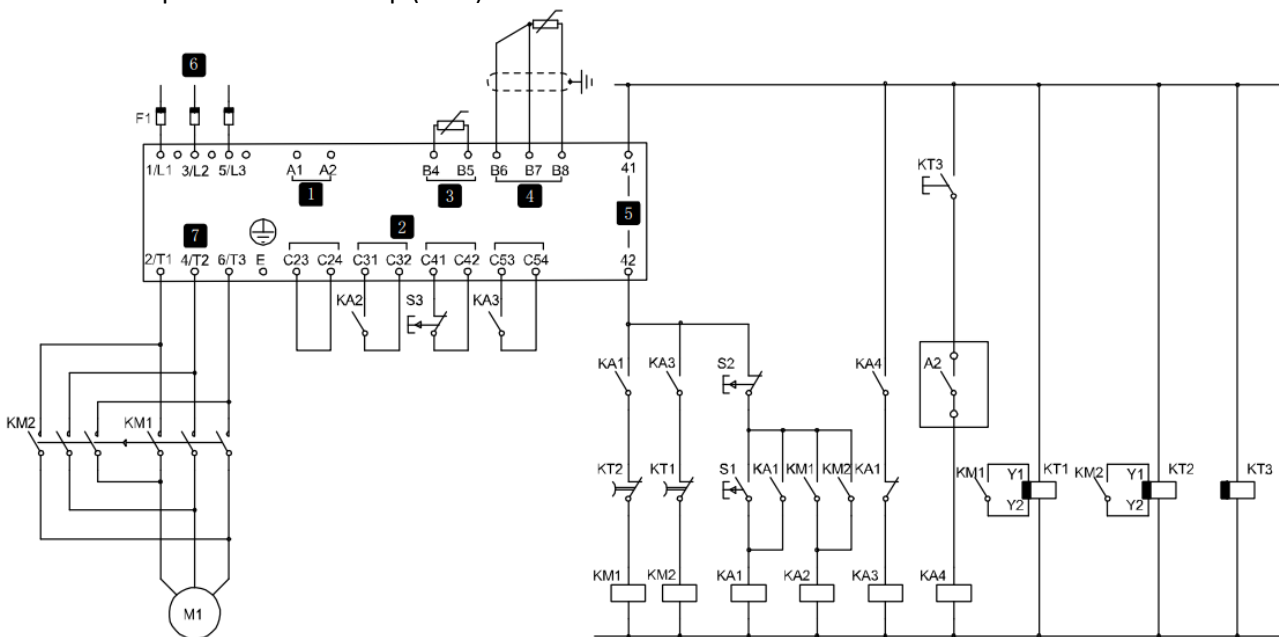 6
F1
1/L1 3/L2 5/L3 A1 A2 B4 B5 B6 B7 B8 41
1 3 4
5
7 2
2/T1 4/T2 6/T3 E C23 C24 C31 C32 C41 C42 C53 C54 42
KA2 S3 KA3
KT3
KA1 KA3 S2 KA4 A2
KM2 KM1
KT2 KT1 S1 KA1 KM1 KM2 KA1 KM1 Y1 KT1 KM2 Y1 KT2 KT3
Y2 Y2
KM1 KM2 KA1 KA2 KA3 KA4
M1